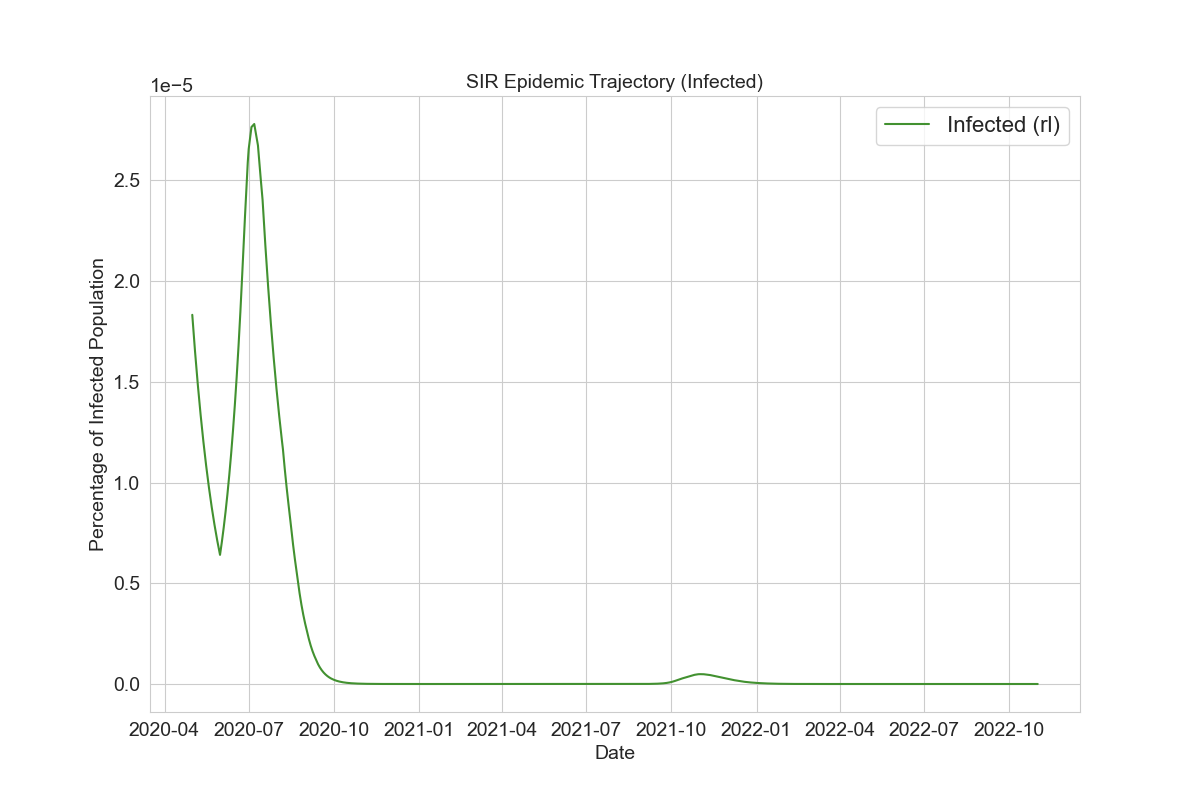 SIR Epidemic Trajectory (Infected)
1e−5
Infected (rl)
2.5
2.0
1.5
1.0
0.5
0.0
Percentage of Infected Population
2020-04 2020-07 2020-10 2021-01 2021-04 2021-07 2021-10 2022-01 2022-04 2022-07 2022-10
Date